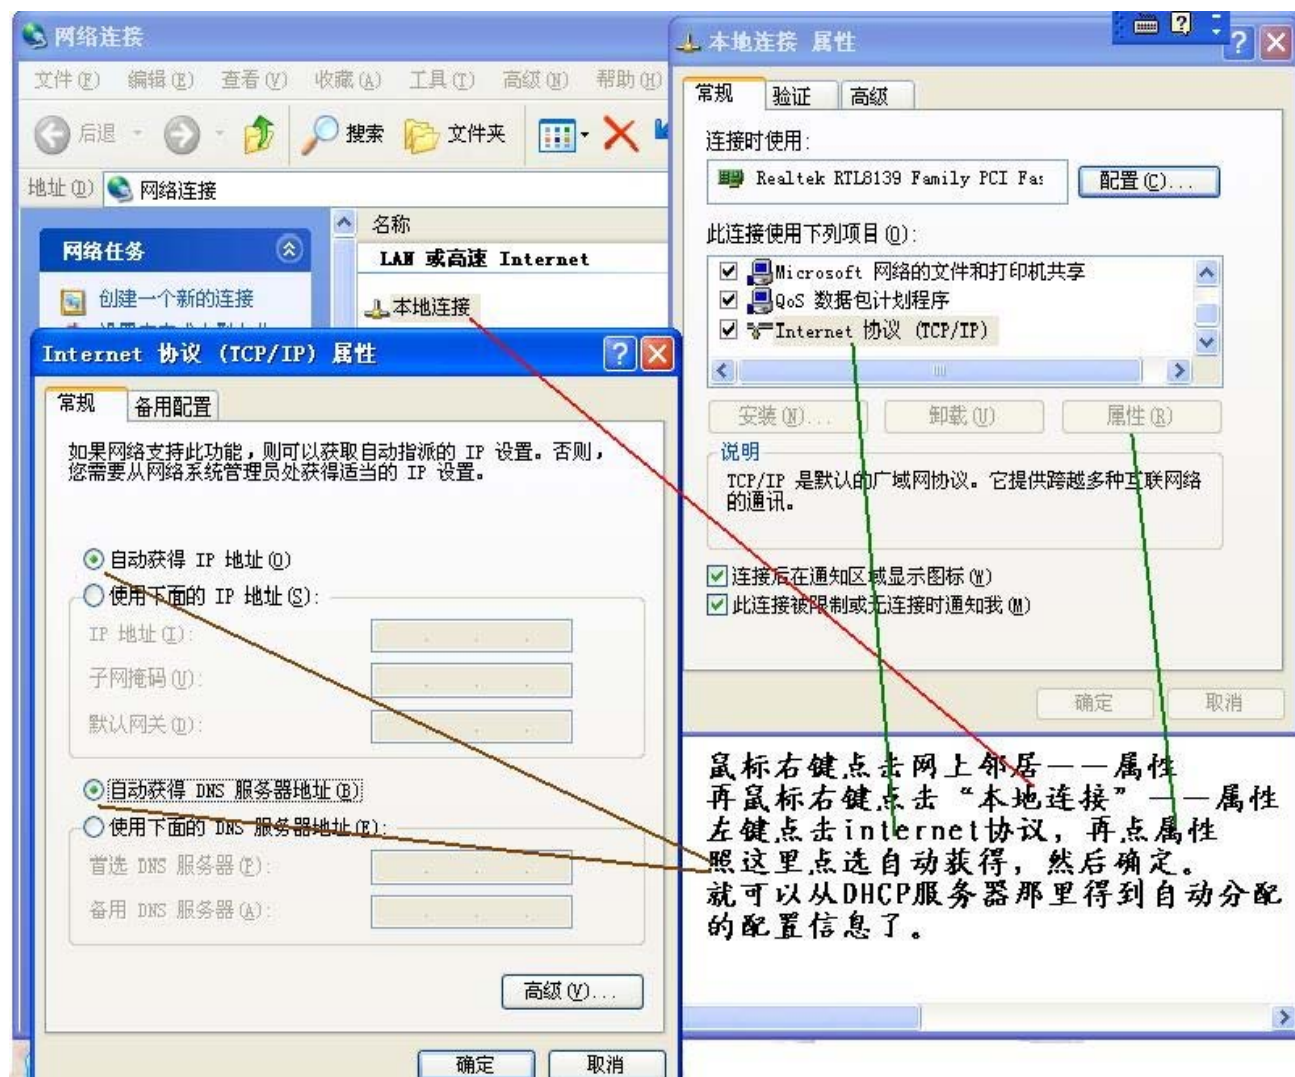 网络连接
文件(F) 编辑(E) 查看(V) 收藏(A) 工具(T) 高级(N) 帮助(H)
后退 搜索 文件夹
地址(D) 网络连接
网络任务
创建一个新的连接
名称
LAN 或高速 Internet
本地连接
本地连接 属性
常规 验证 高级
连接时使用:
Realtek RTL8139 Family PCI Fas
配置(C)...
此连接使用下列项目(O):
Microsoft 网络的文件和打印机共享
QoS 数据包计划程序
Internet 协议 (TCP/IP)
安装(N)... 卸载(U) 属性(R)
说明
TCP/IP 是默认的广域网协议。它提供跨越多种互联网络
的通讯。
连接后在通知区域显示图标(W)
此连接被限制或无连接时通知我(M)
确定 取消
Internet 协议 (TCP/IP) 属性
常规 备用配置
如果网络支持此功能，则可以获取自动指派的 IP 设置。否则，
您需要从网络系统管理员处获得适当的 IP 设置。
自动获得 IP 地址(O)
使用下面的 IP 地址(S):
IP 地址(I):
子网掩码(U):
默认网关(D):
自动获得 DNS 服务器地址(B)
使用下面的 DNS 服务器地址(E):
首选 DNS 服务器(P):
备用 DNS 服务器(A):
高级(V)...
确定 取消
鼠标右键点击网上邻居——属性
再鼠标右键点击“本地连接”——属性
左键点击internet协议，再点属性
照这里点选自动获得，然后确定。
就可以从DHCP服务器那里得到自动分配
的配置信息了。